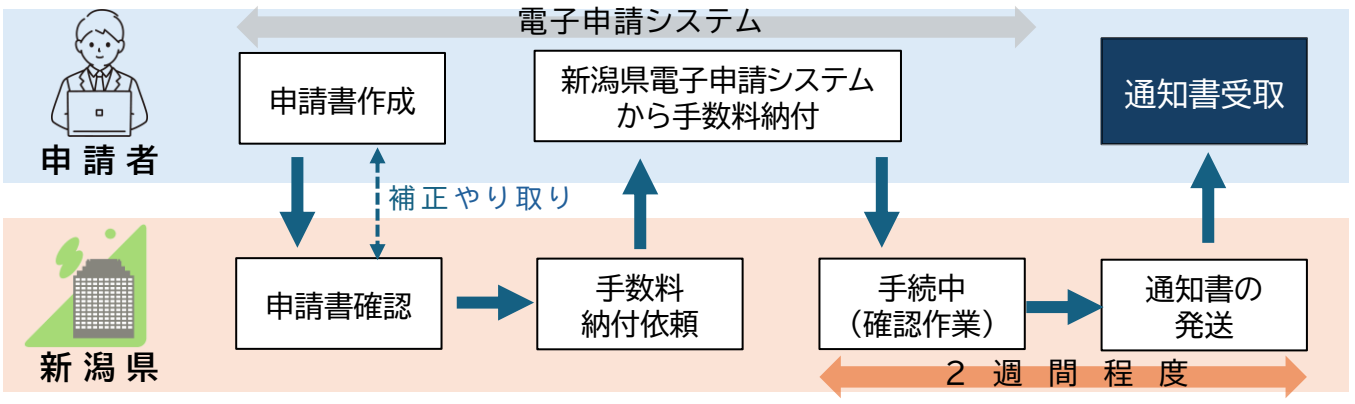 電子申請システム
申請書作成
新潟県電子申請システム
から手数料納付
通知書受取
申請者
補正やり取り
申請書確認
手数料
納付依頼
手続中
（確認作業）
通知書の
発送
新潟県
２週間程度